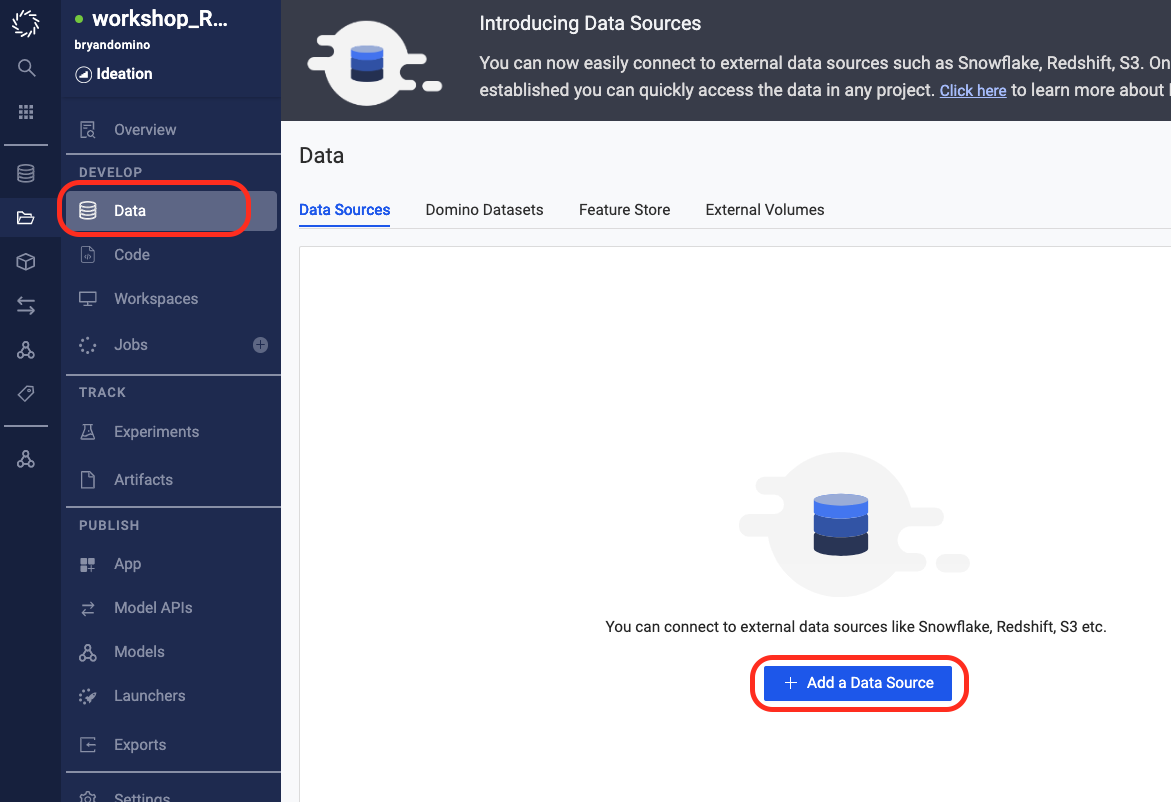 workshop_R...
bryandomino
Ideation
Overview
DEVELOP
Data
Code
Workspaces
Jobs
TRACK
Experiments
Artifacts
PUBLISH
App
Model APIs
Models
Launchers
Exports
Settings
Introducing Data Sources
You can now easily connect to external data sources such as Snowflake, Redshift, S3. On
established you can quickly access the data in any project. Click here to learn more about
Data
Data Sources Domino Datasets Feature Store External Volumes
You can connect to external data sources like Snowflake, Redshift, S3 etc.
+ Add a Data Source